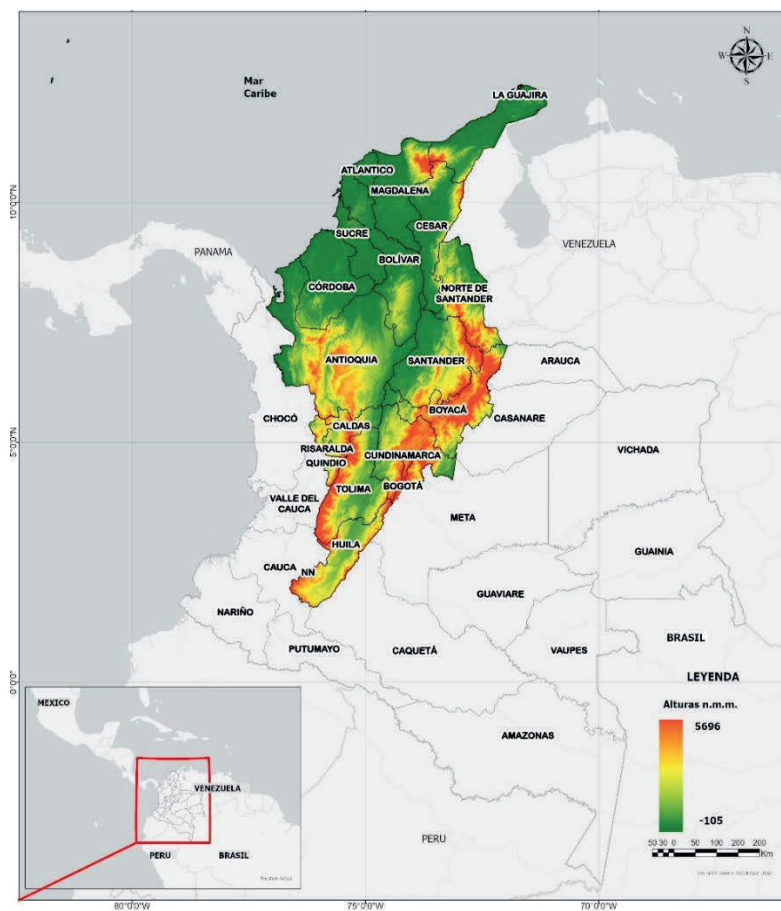 N
W E
S
Mar
Caribe
LA GUAJIRA
ATLANTICO
MAGDALENA
10°0'0"N
CESAR
SUCRE
PANAMA
VENEZUELA
BOLÍVAR
CÓRDOBA
NORTE DE
SANTANDER
ANTIOQUIA
SANTANDER
ARAUCA
BOYACÁ
CHOCÓ
CASANARE
CALDAS
5°0'0"N
RISARALDA
CUNDINAMARCA
VICHADA
QUINDIO
TOLIMA
BOGOTÁ
VALLE DEL
CAUCA
META
HUILA
GUAINIA
CAUCA
NN
GUAVIARE
NARIÑO
BRASIL
PUTUMAYO
CAQUETÁ
VAUPES
LEYENDA
0°0'0"
MEXICO
Alturas n.m.m.
5696
AMAZONAS
VENEZUELA
-105
PERU
50 30 0 50 100 200 200
Km
PERU
BRASIL
80°0'0"W
75°0'0"W
70°0'0"W